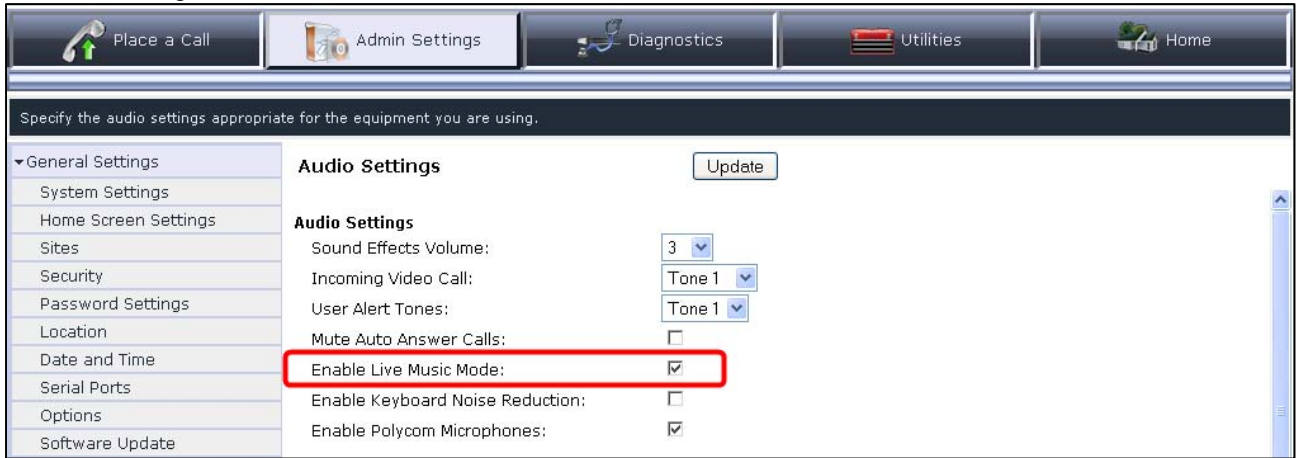 Place a Call Admin Settings Diagnostics Utilities Home
Specify the audio settings appropriate for the equipment you are using.
General Settings
System Settings
Home Screen Settings
Sites
Security
Password Settings
Location
Date and Time
Serial Ports
Options
Software Update
Audio Settings Update
Audio Settings
Sound Effects Volume: 3
Incoming Video Call: Tone 1
User Alert Tones: Tone 1
Mute Auto Answer Calls:
Enable Live Music Mode:
Enable Keyboard Noise Reduction:
Enable Polycom Microphones: